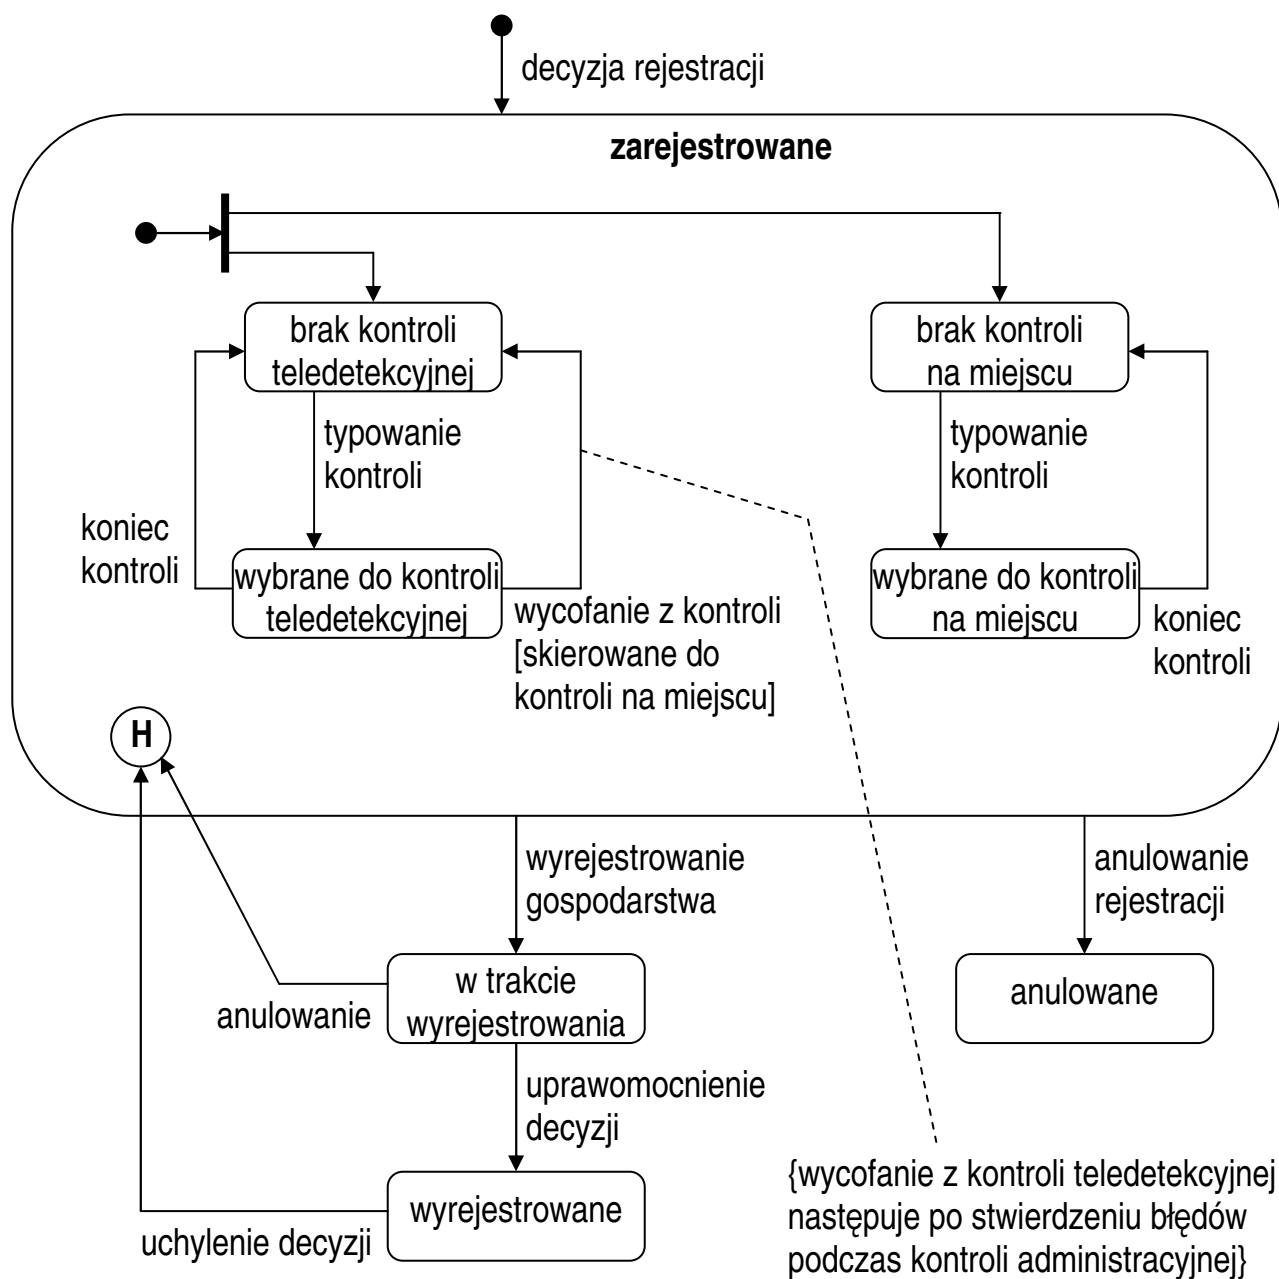 decyzja rejestracji
zarejestrowane
brak kontroli
teledetekcyjnej
brak kontroli
na miejscu
typowanie
kontroli
typowanie
kontroli
koniec
kontroli
wybrane do kontroli
teledetekcyjnej
wycofanie z kontroli
[skierowane do
kontroli na miejscu]
wybrane do kontroli
na miejscu
koniec
kontroli
H
wyrejestrowanie
gospodarstwa
anulowanie
rejestracji
w trakcie
wyrejestrowania
anulowane
anulowanie
uprawomocnienie
decyzji
wyrejestrowane
uchylenie decyzji
{wycofanie z kontroli teledetekcyjnej
następuje po stwierdzeniu błędów
podczas kontroli administracyjnej}